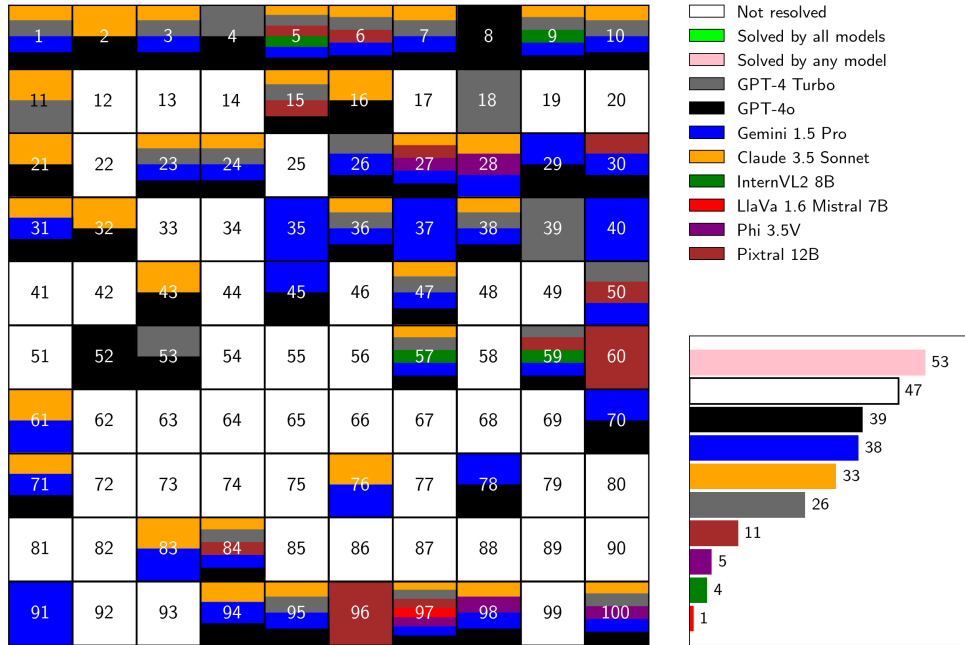 1 2 3 4 5 6 7 8 9 10
11 12 13 14 15 16 17 18 19 20
21 22 23 24 25 26 27 28 29 30
31 32 33 34 35 36 37 38 39 40
41 42 43 44 45 46 47 48 49 50
51 52 53 54 55 56 57 58 59 60
61 62 63 64 65 66 67 68 69 70
71 72 73 74 75 76 77 78 79 80
81 82 83 84 85 86 87 88 89 90
91 92 93 94 95 96 97 98 99 100
Not resolved
Solved by all models
Solved by any model
GPT-4 Turbo
GPT-4o
Gemini 1.5 Pro
Claude 3.5 Sonnet
InternVL2 8B
LlaVa 1.6 Mistral 7B
Phi 3.5V
Pixtral 12B
53
47
39
38
33
26
11
5
4
1